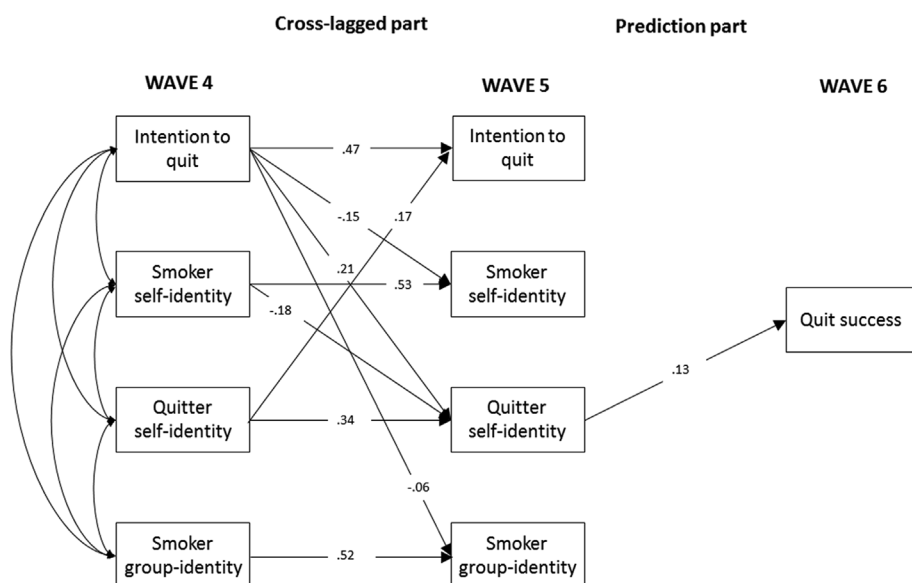 Cross-lagged part
Prediction part
WAVE 4
WAVE 5
WAVE 6
Intention to
quit
Intention to
quit
.47
-.15
.17
Smoker
self-identity
Smoker
self-identity
.21
.53
-.18
Quit success
.13
Quitter
self-identity
Quitter
self-identity
.34
-.06
Smoker
group-identity
Smoker
group-identity
.52